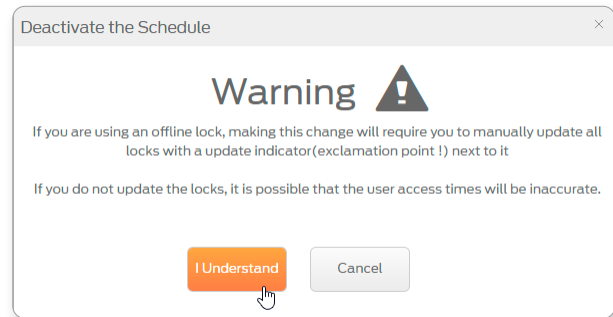 Deactivate the Schedule
Warning
If you are using an offline lock, making this change will require you to manually update all
locks with a update indicator(exclamation point !) next to it
If you do not update the locks, it is possible that the user access times will be inaccurate.
I Understand
Cancel